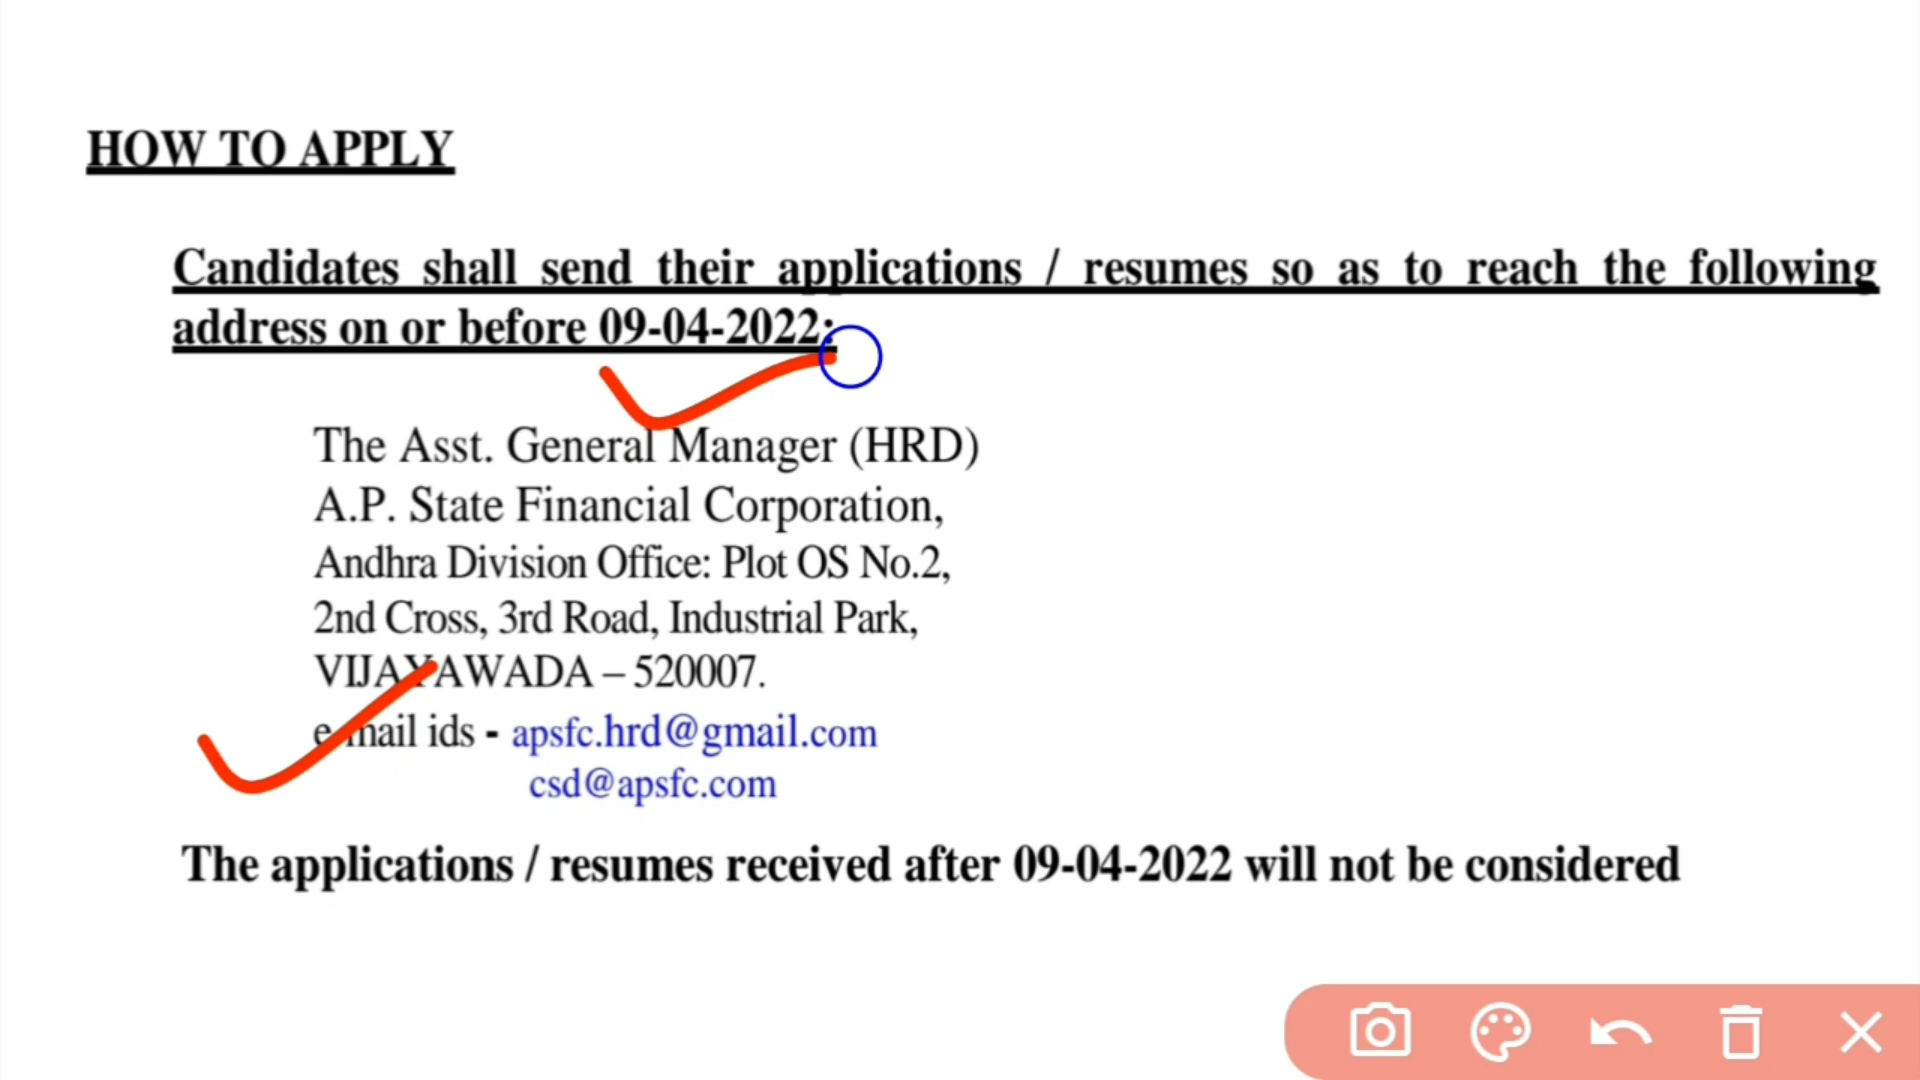 HOW TO APPLY
Candidates shall send their applications / resumes so as to reach the following
address on or before 09-04-2022:
The Asst. General Manager (HRD)
A.P. State Financial Corporation,
Andhra Division Office: Plot OS No.2,
2nd Cross, 3rd Road, Industrial Park,
VIJAYAWADA – 520007.
e-mail ids - apsfc.hrd@gmail.com
csd@apsfc.com
The applications / resumes received after 09-04-2022 will not be considered